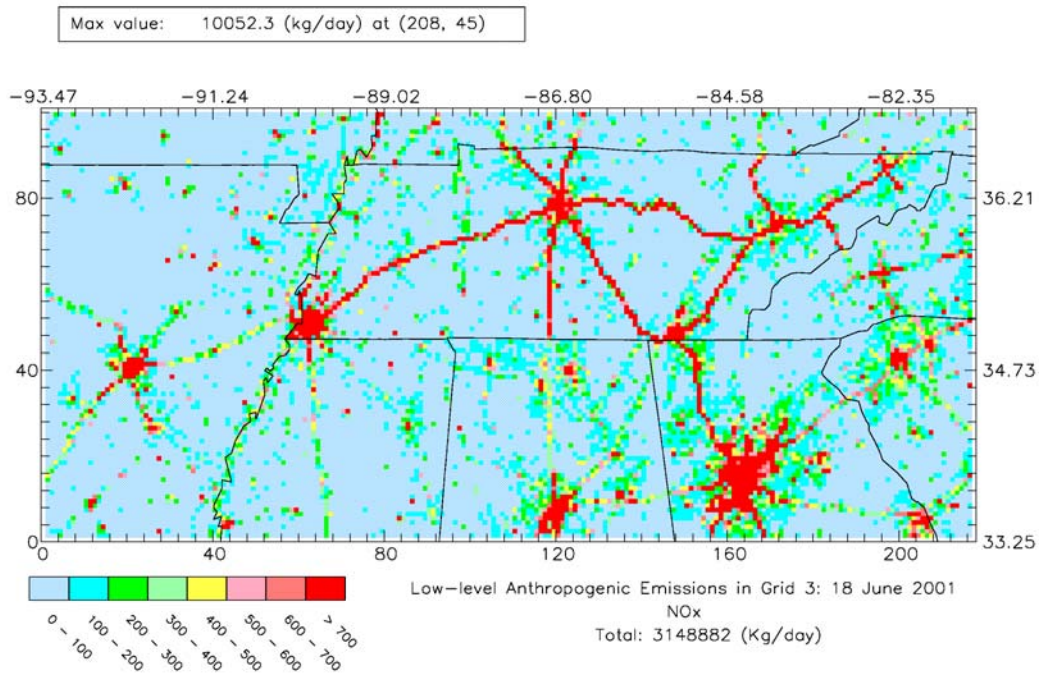 Max value: 10052.3 (kg/day) at (208, 45)
−93.47 −91.24 −89.02 −86.80 −84.58 −82.35
80 36.21
40 34.73
0 33.25
0 40 80 120 160 200
0 − 100
100 − 200
200 − 300
300 − 400
400 − 500
500 − 600
600 − 700
> 700
Low−level Anthropogenic Emissions in Grid 3: 18 June 2001
NOx
Total: 3148882 (Kg/day)